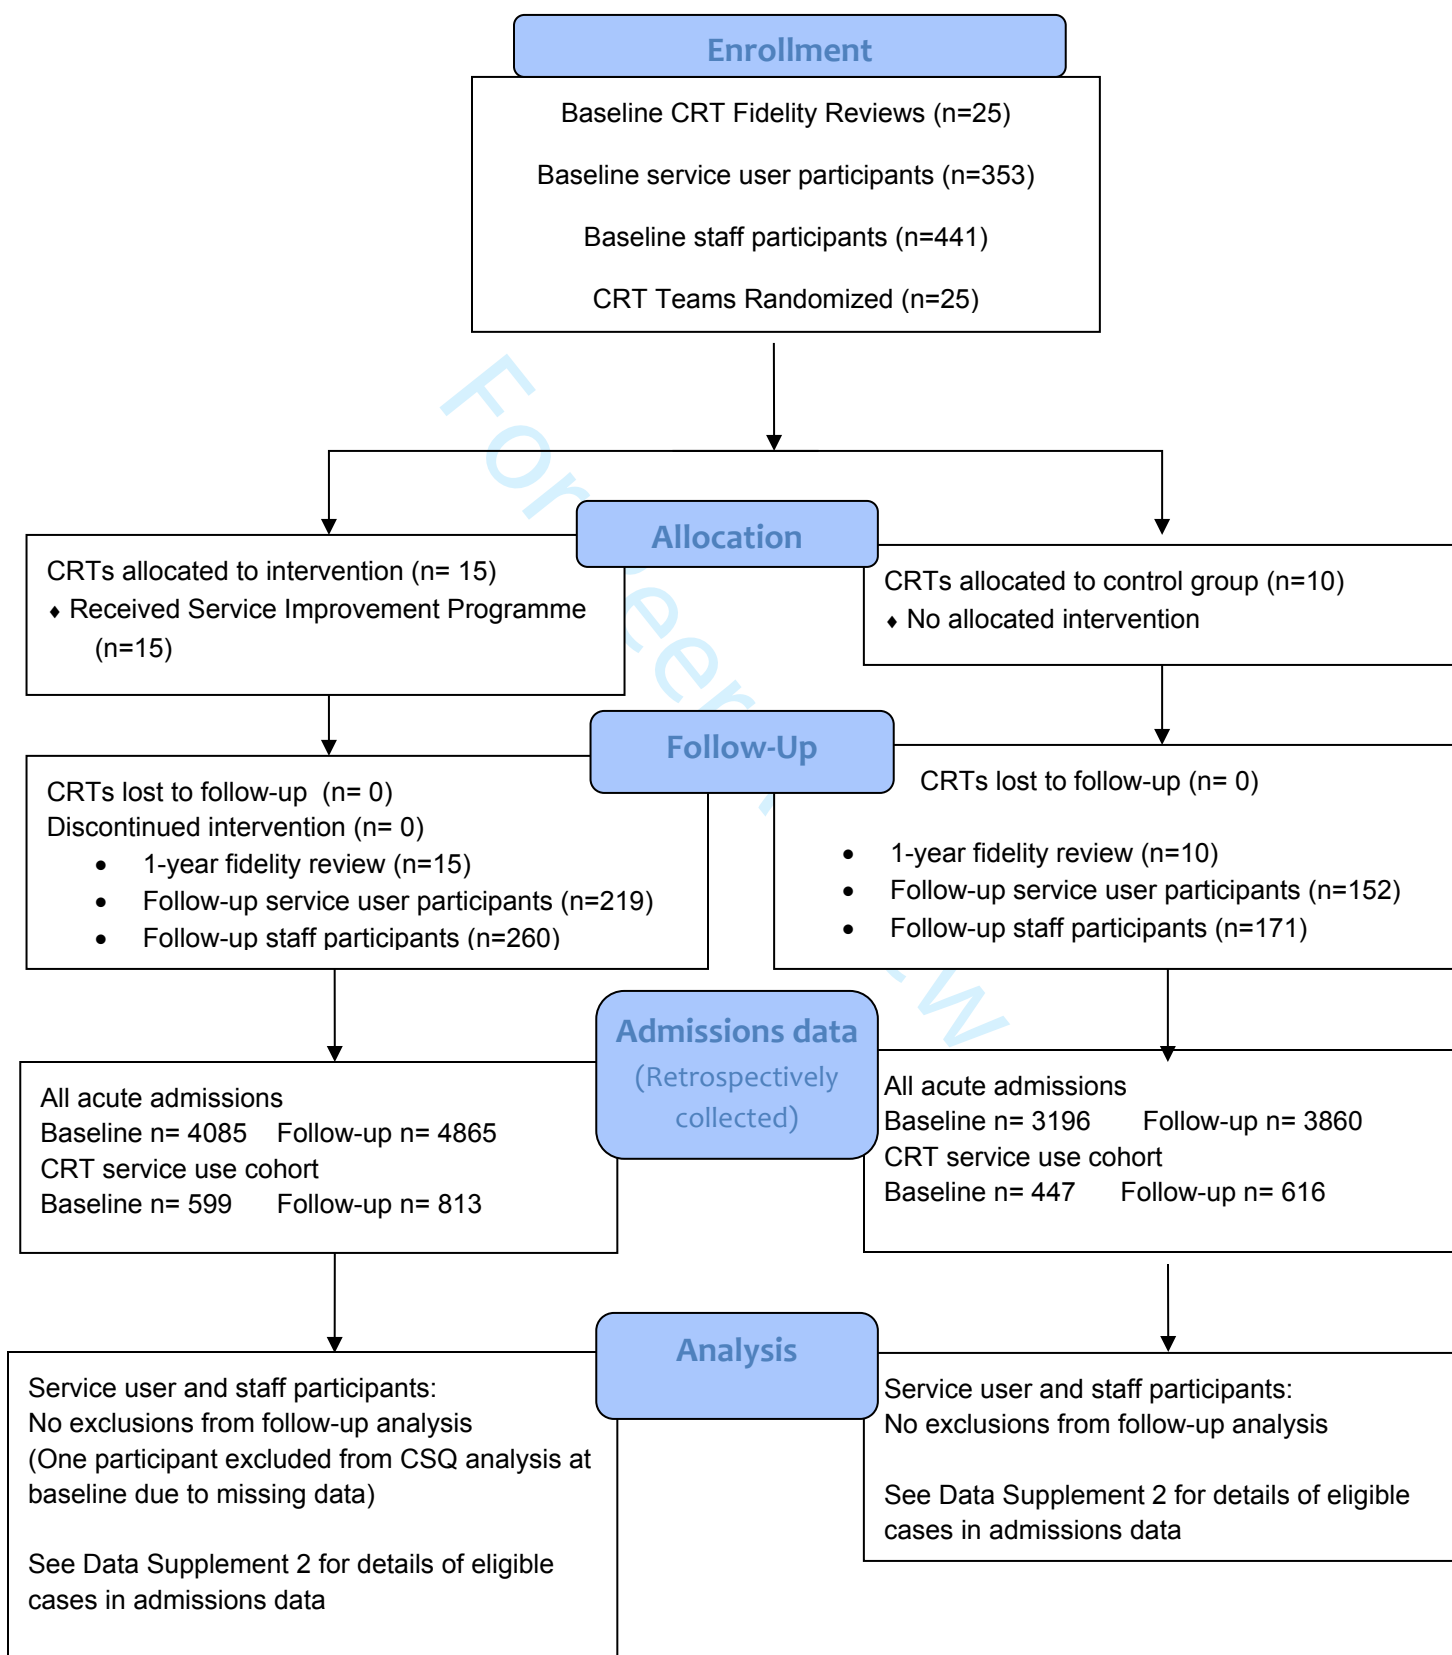 Enrollment
Baseline CRT Fidelity Reviews (n=25)
Baseline service user participants (n=353)
Baseline staff participants (n=441)
CRT Teams Randomized (n=25)
For Peer Review
Allocation
CRTs allocated to intervention (n= 15)
♦ Received Service Improvement Programme
(n=15)
CRTs allocated to control group (n=10)
♦ No allocated intervention
Follow-Up
CRTs lost to follow-up  (n= 0)
Discontinued intervention (n= 0)
• 1-year fidelity review (n=15)
• Follow-up service user participants (n=219)
• Follow-up staff participants (n=260)
CRTs lost to follow-up (n= 0)
• 1-year fidelity review (n=10)
• Follow-up service user participants (n=152)
• Follow-up staff participants (n=171)
Admissions data
(Retrospectively
collected)
All acute admissions
Baseline n= 4085    Follow-up n= 4865
CRT service use cohort
Baseline n= 599    Follow-up n= 813
All acute admissions
Baseline n= 3196    Follow-up n= 3860
CRT service use cohort
Baseline n= 447    Follow-up n= 616
Analysis
Service user and staff participants:
No exclusions from follow-up analysis
(One participant excluded from CSQ analysis at
baseline due to missing data)
See Data Supplement 2 for details of eligible
cases in admissions data
Service user and staff participants:
No exclusions from follow-up analysis
See Data Supplement 2 for details of eligible
cases in admissions data